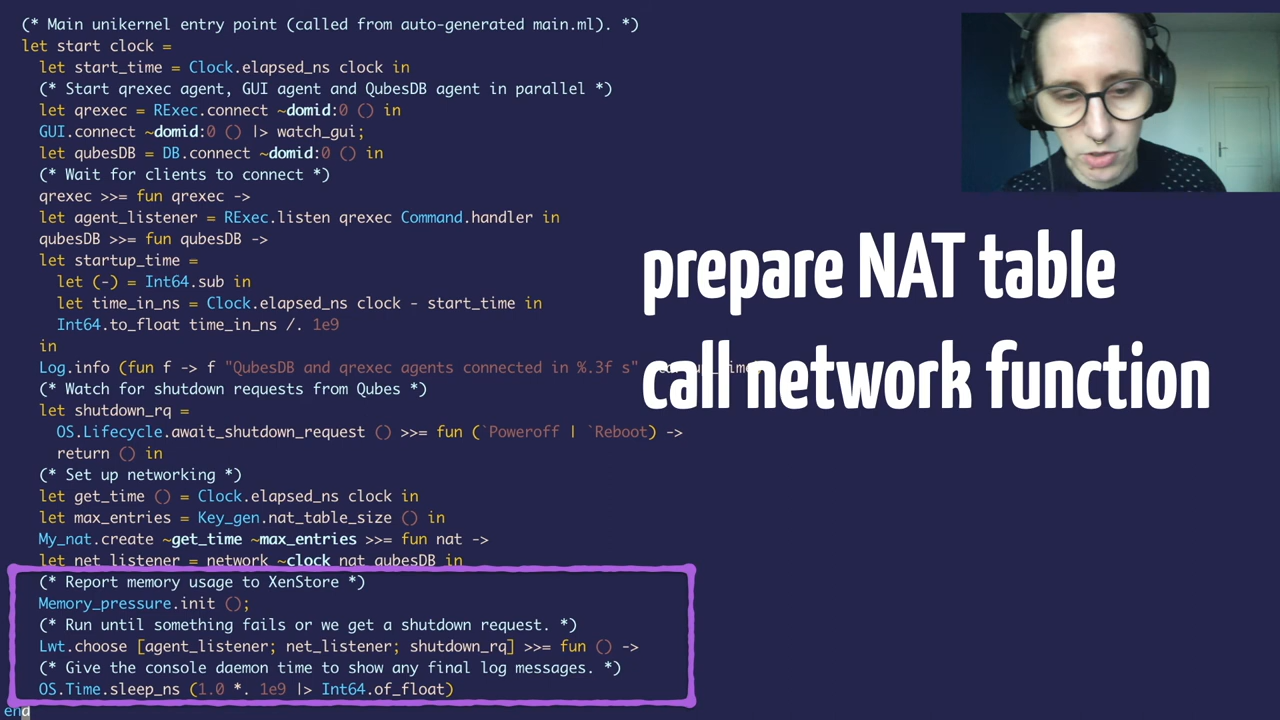 (* Main unikernel entry point (called from auto-generated main.ml). *)
let start clock =
let start_time = Clock.elapsed_ns clock in
(* Start qrexec agent, GUI agent and QubesDB agent in parallel *)
let qrexec = RExec.connect ~domid:0 () in
GUI.connect ~domid:0 () |> watch_gui;
let qubesDB = DB.connect ~domid:0 () in
(* Wait for clients to connect *)
qrexec >>= fun qrexec ->
let agent_listener = RExec.listen qrexec Command.handler in
qubesDB >>= fun qubesDB ->
let startup_time =
let (-) = Int64.sub in
let time_in_ns = Clock.elapsed_ns clock - start_time in
Int64.to_float time_in_ns /. 1e9
in
Log.info (fun f -> f "QubesDB and qrexec agents connected in %.3f s"
(* Watch for shutdown requests from Qubes *)
let shutdown_rq =
OS.Lifecycle.await_shutdown_request () >>= fun (`Poweroff | `Reboot) ->
return () in
(* Set up networking *)
let get_time () = Clock.elapsed_ns clock in
let max_entries = Key_gen.nat_table_size () in
My_nat.create ~get_time ~max_entries >>= fun nat ->
let net_listener = network ~clock nat qubesDB in
(* Report memory usage to XenStore *)
Memory_pressure.init ();
(* Run until something fails or we get a shutdown request. *)
Lwt.choose [agent_listener; net_listener; shutdown_rq] >>= fun () ->
(* Give the console daemon time to show any final log messages. *)
OS.Time.sleep_ns (1.0 *. 1e9 |> Int64.of_float)
end
prepare NAT table
call network function